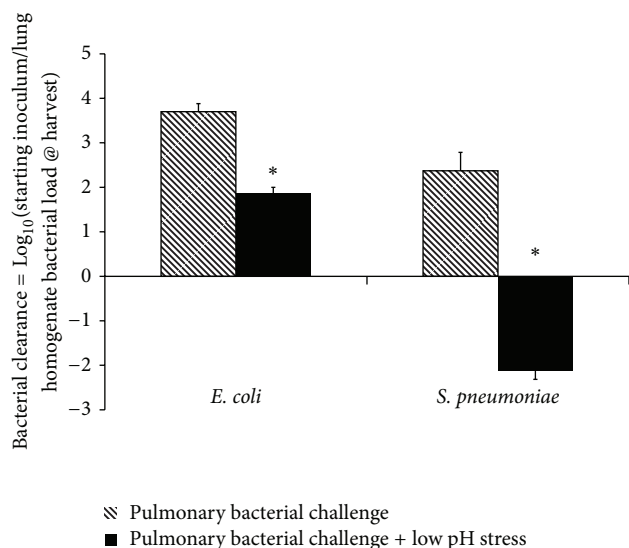 Bacterial clearance = Log10(starting inoculum/lung
homogenate bacterial load @ harvest)
5
4
3
2
1
0
−1
−2
−3
*
*
E. coli
S. pneumoniae
Pulmonary bacterial challenge
Pulmonary bacterial challenge + low pH stress